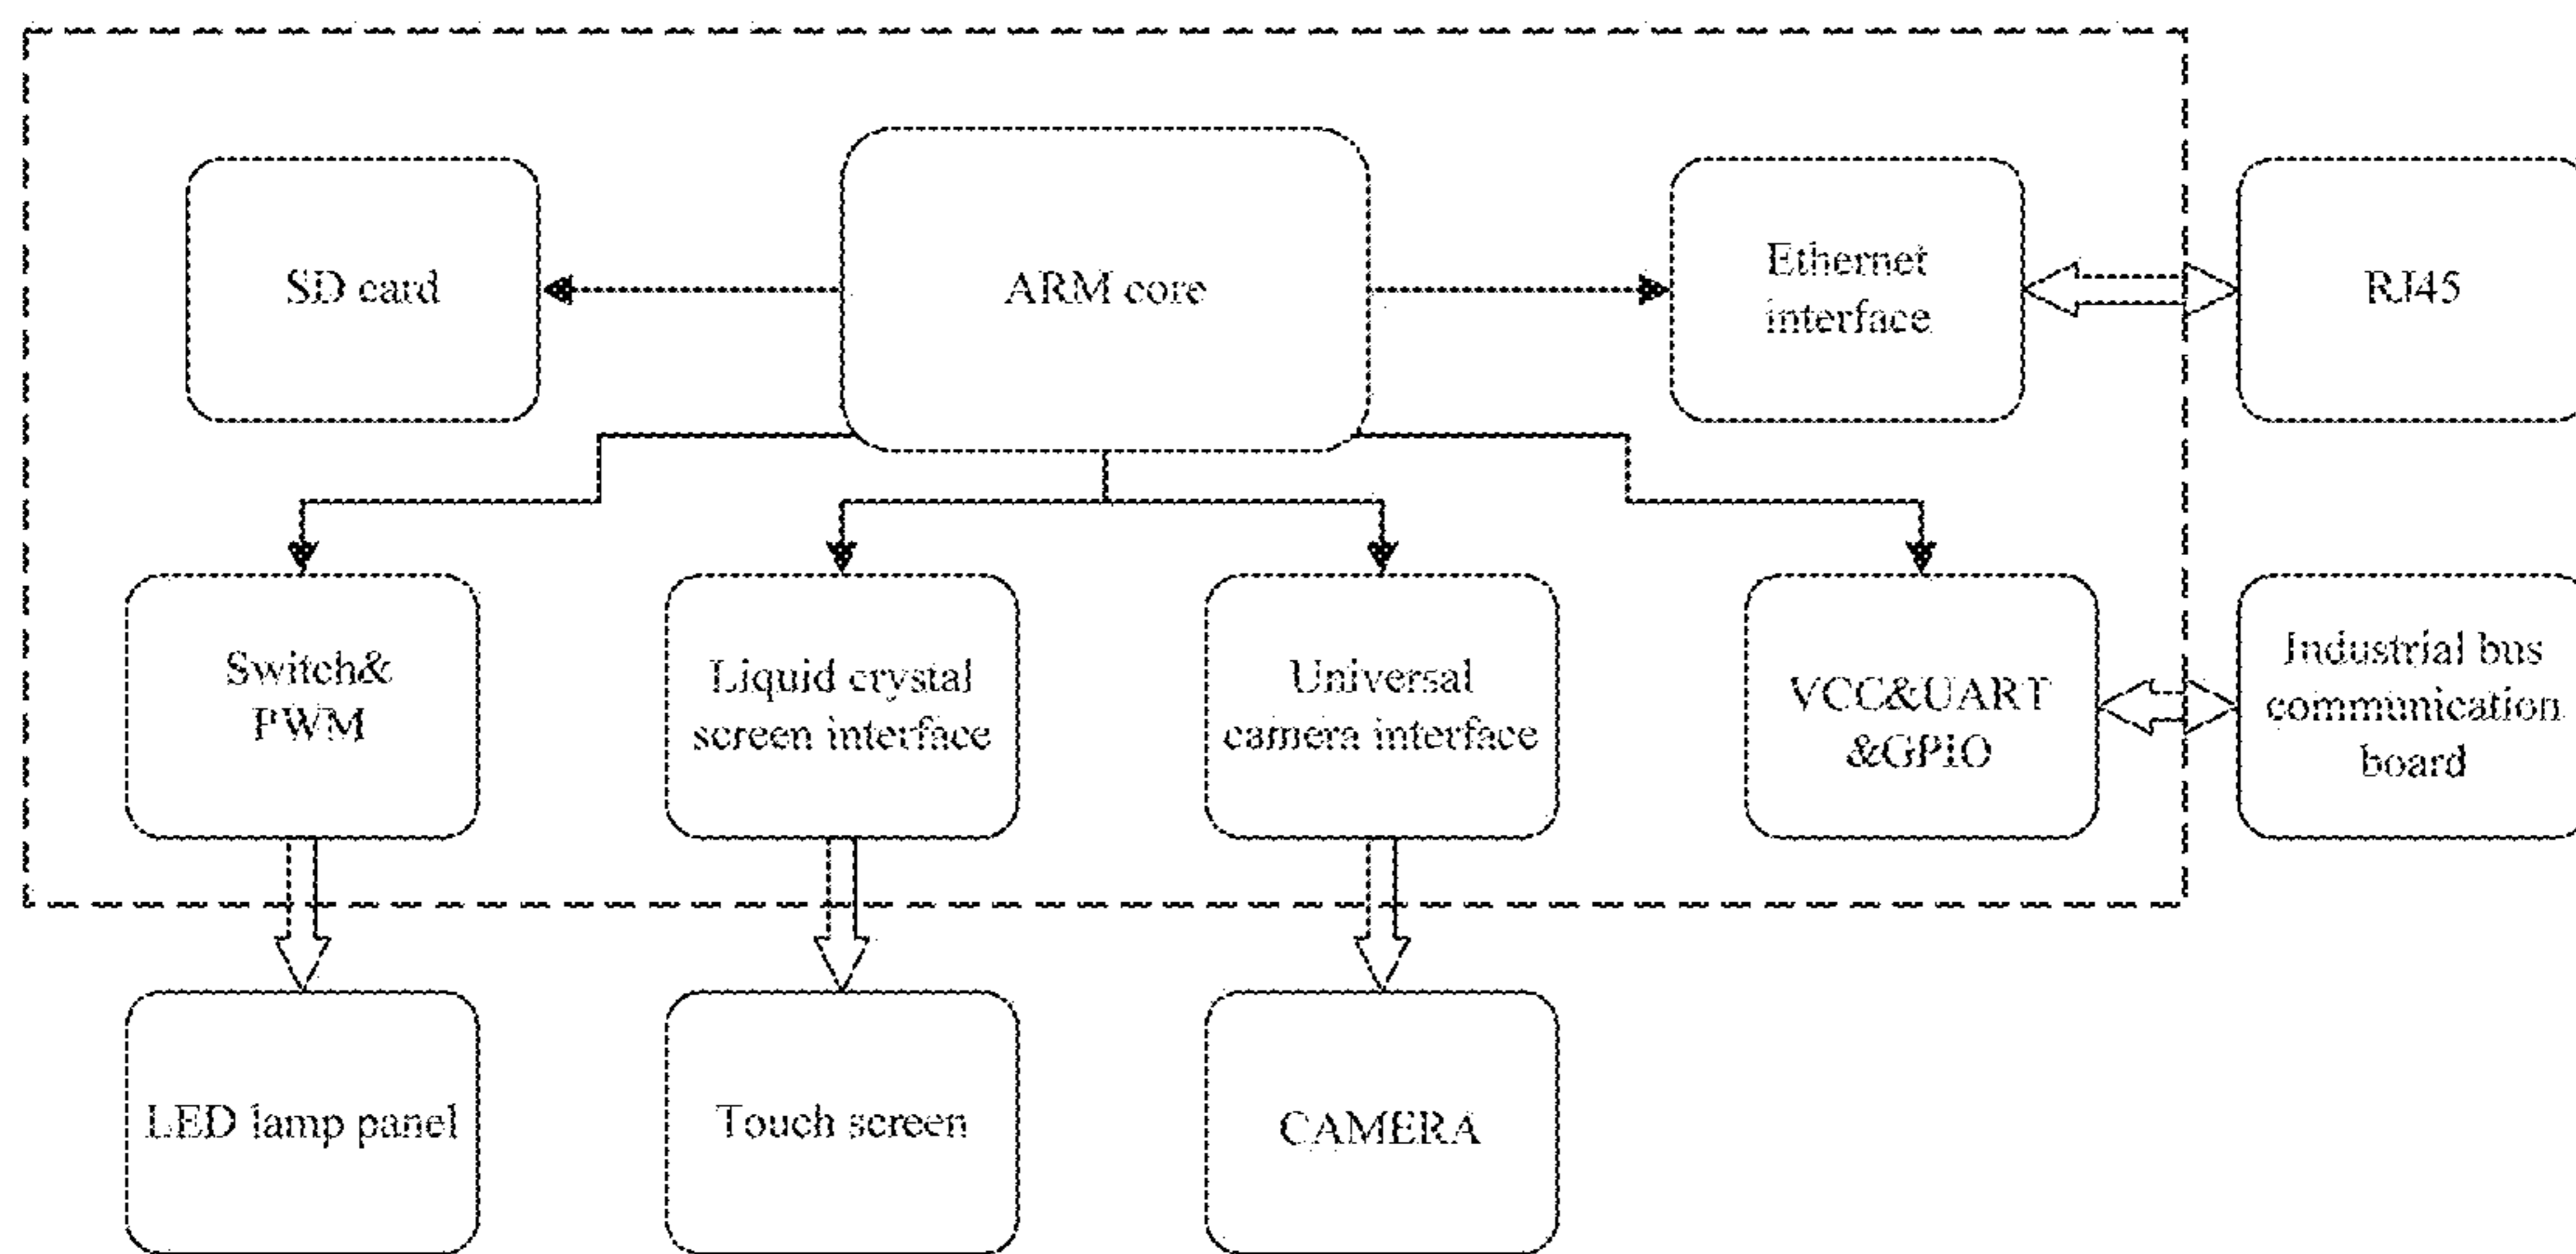 SD card
ARM core
Ethernet
interface
RJ45
Switch&
PWM
Liquid crystal
screen interface
Universal
camera interface
VCC&UART
&GPIO
Industrial bus
communication
board
LED lamp panel
Touch screen
CAMERA